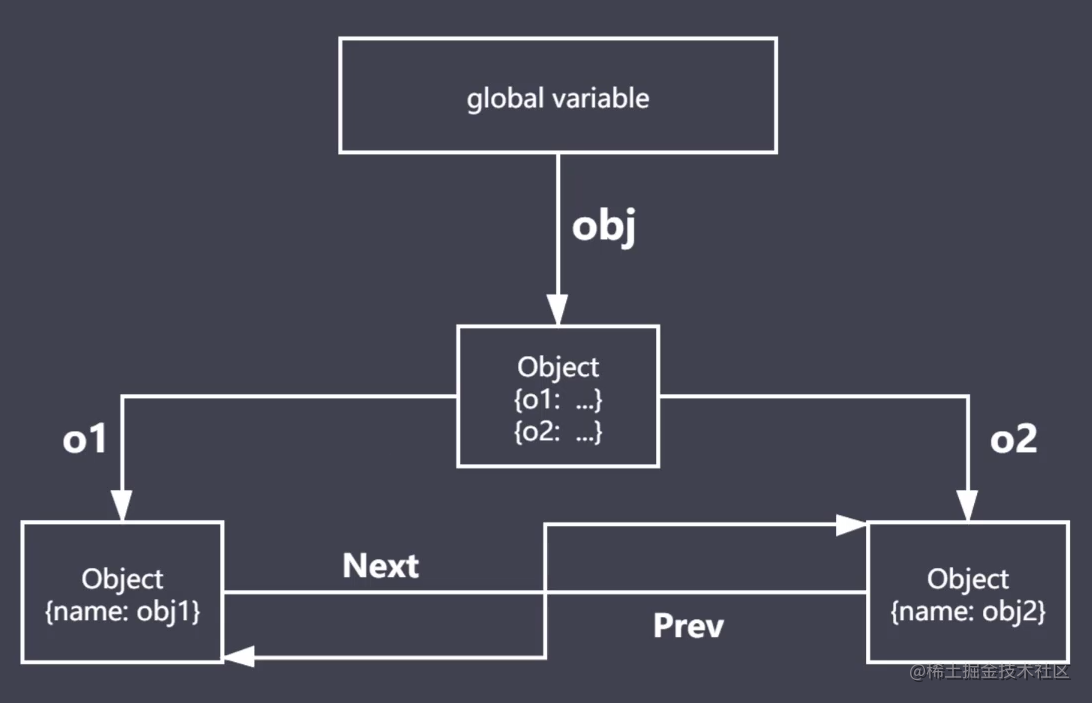 global variable
obj
Object
{o1: ...}
{o2: ...}
o1
o2
Object
{name: obj1}
Next
Prev
Object
{name: obj2}
@稀土掘金技术社区